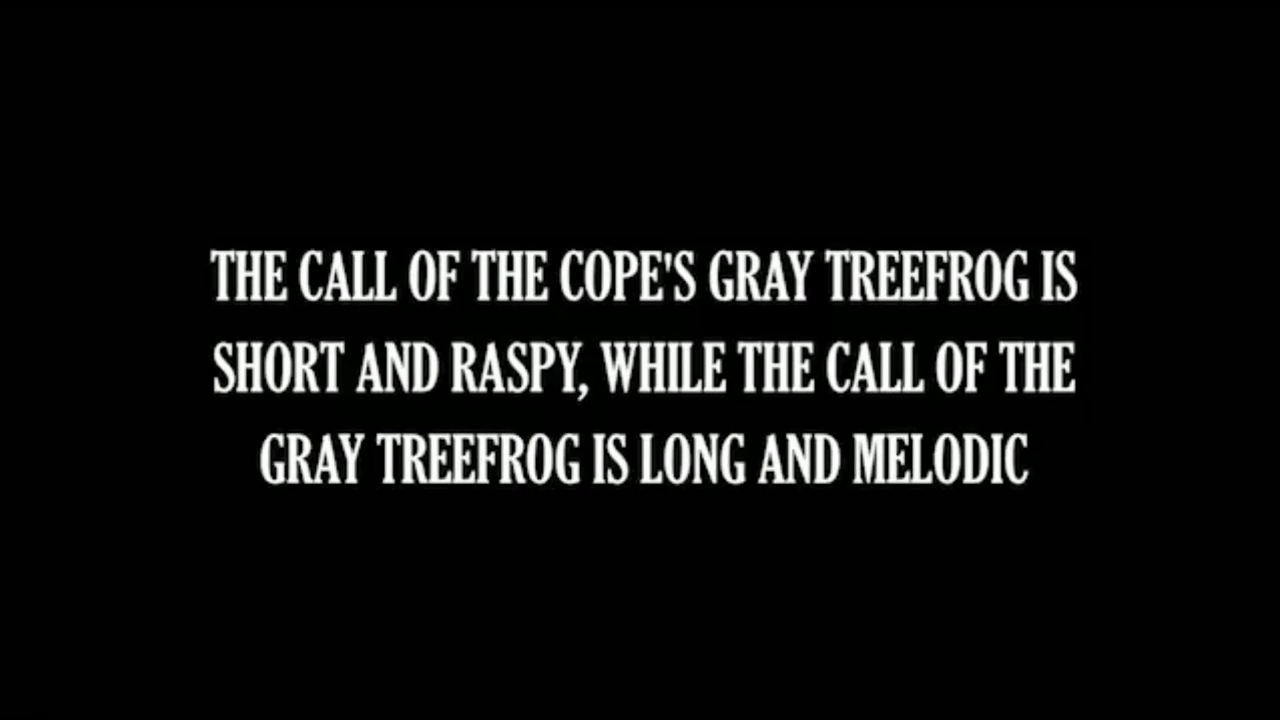 THE CALL OF THE COPE'S GRAY TREEFROG IS
SHORT AND RASPY, WHILE THE CALL OF THE
GRAY TREEFROG IS LONG AND MELODIC